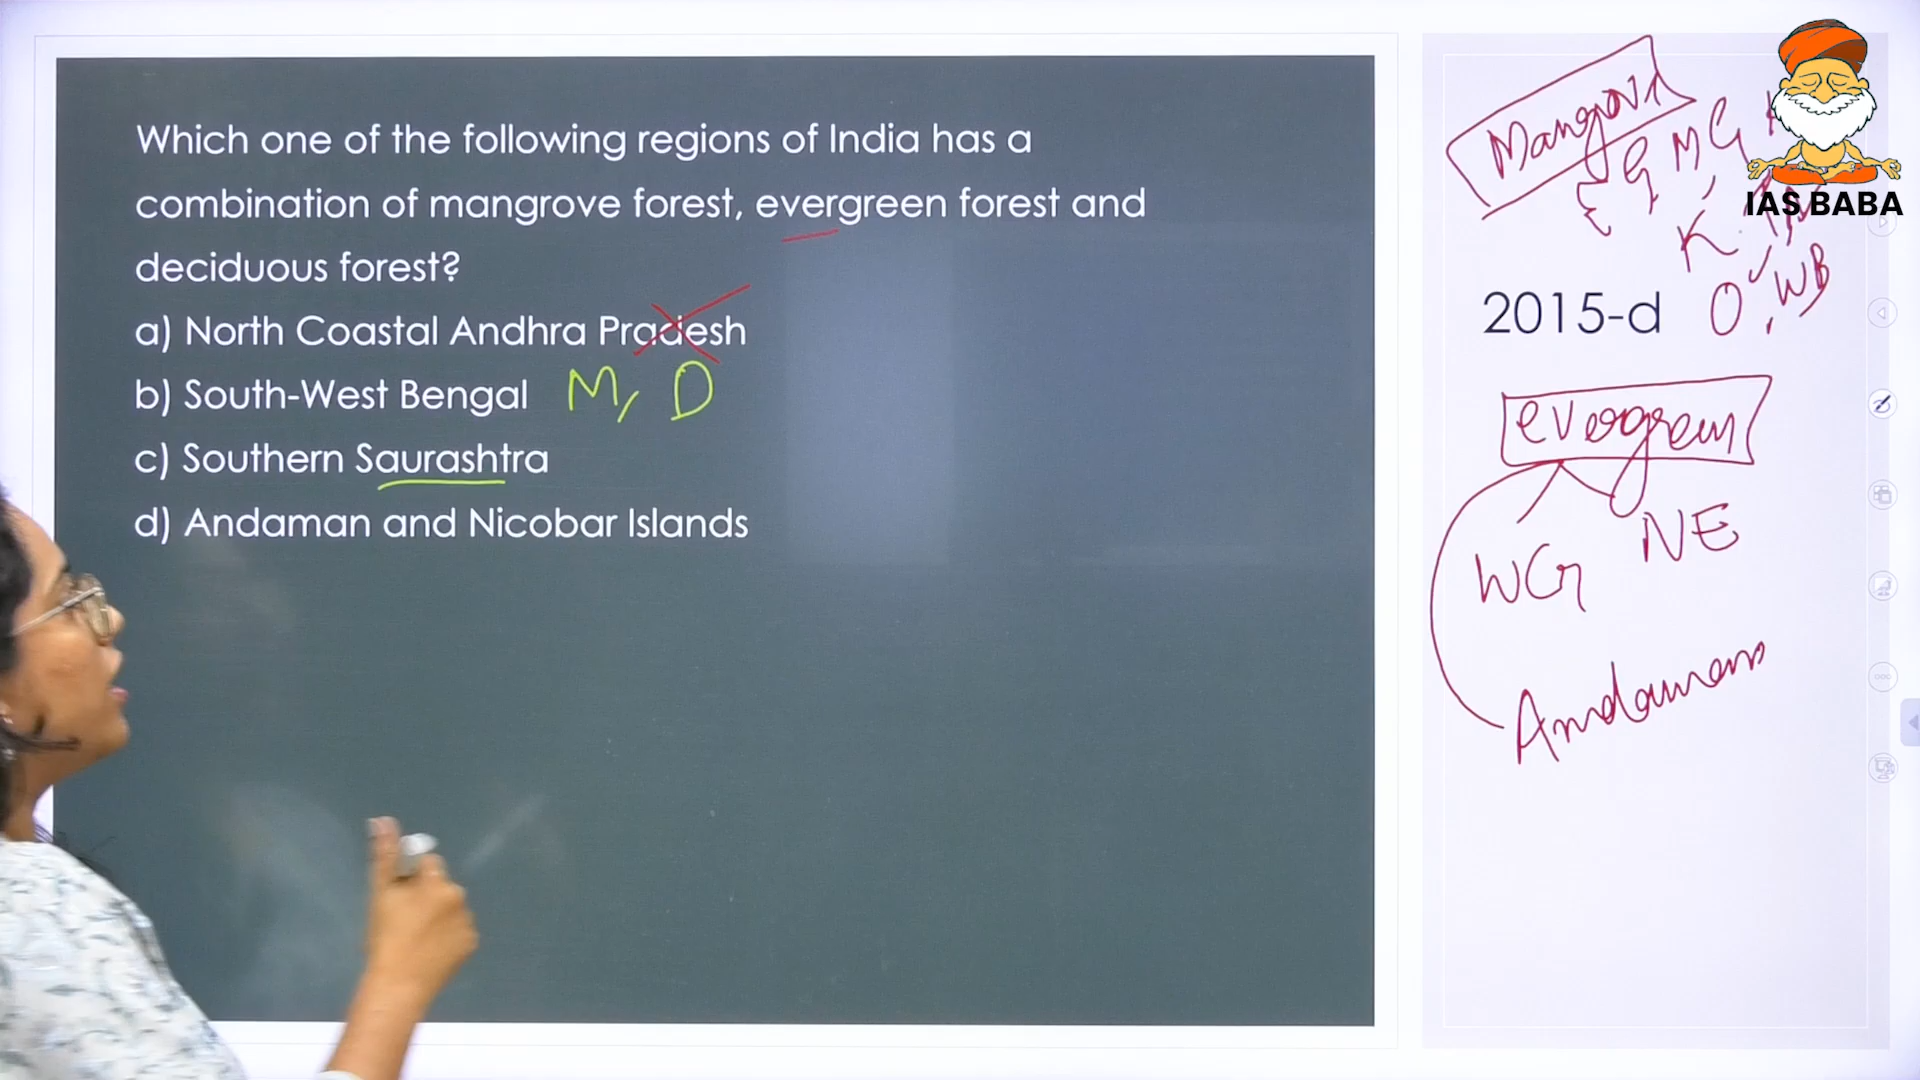 Which one of the following regions of India has a
combination of mangrove forest, evergreen forest and
deciduous forest?
a) North Coastal Andhra Pradesh
b) South-West Bengal M, D
c) Southern Saurashtra
d) Andaman and Nicobar Islands
Mangrove
G M G
K
O, WB
IAS BABA
2015-d
evergreen
WG NE
Andaman